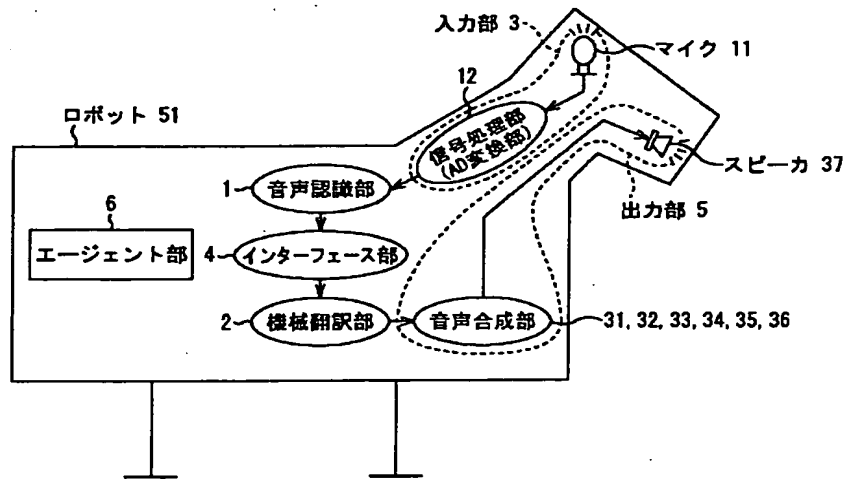 入力部 3
マイク 11
12
ロボット 51
信号処理部
(AD変換部)
スピーカ 37
1 音声認識部
出力部 5
6
エージェント部
4 インターフェース部
2 機械翻訳部
音声合成部
31, 32, 33, 34, 35, 36